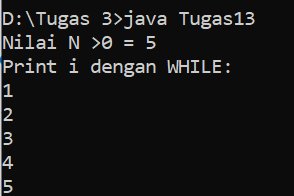 D:\Tugas 3>java Tugas13
Nilai N >0 = 5
Print i dengan WHILE:
1
2
3
4
5